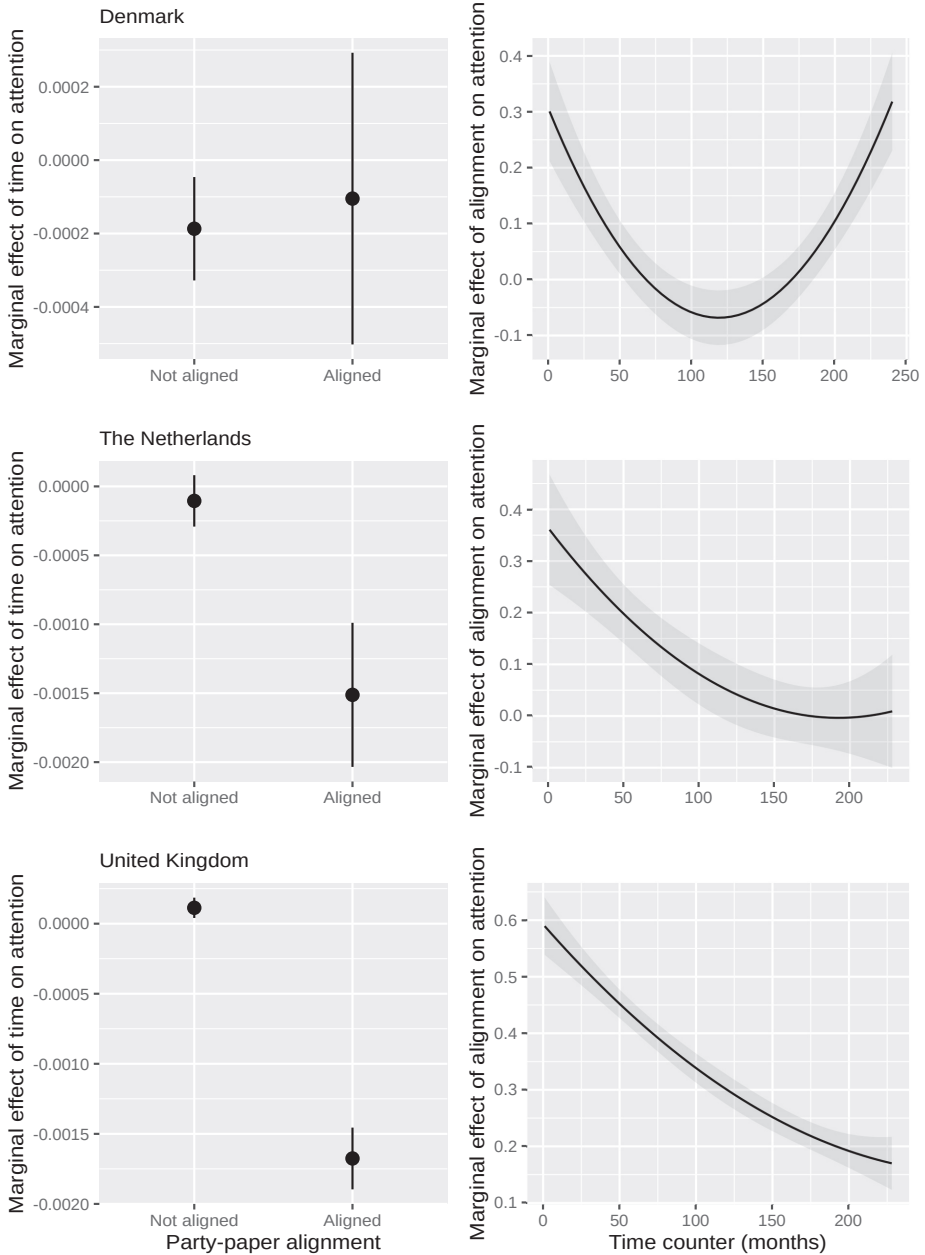 Denmark
Marginal effect of time on attention
0.0002
0.0000
-0.0002
-0.0004
Not aligned Aligned
Marginal effect of alignment on attention
0.4
0.3
0.2
0.1
0.0
-0.1
0 50 100 150 200 250
The Netherlands
Marginal effect of time on attention
0.0000
-0.0005
-0.0010
-0.0015
-0.0020
Not aligned Aligned
Marginal effect of alignment on attention
0.4
0.3
0.2
0.1
0.0
-0.1
0 50 100 150 200
United Kingdom
Marginal effect of time on attention
0.0000
-0.0005
-0.0010
-0.0015
-0.0020
Not aligned Aligned
Party-paper alignment
Marginal effect of alignment on attention
0.6
0.5
0.4
0.3
0.2
0.1
0 50 100 150 200
Time counter (months)